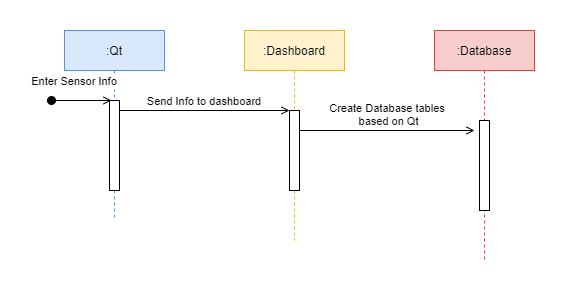 :Qt
:Dashboard
:Database
Enter Sensor Info
Send Info to dashboard
Create Database tables
based on Qt